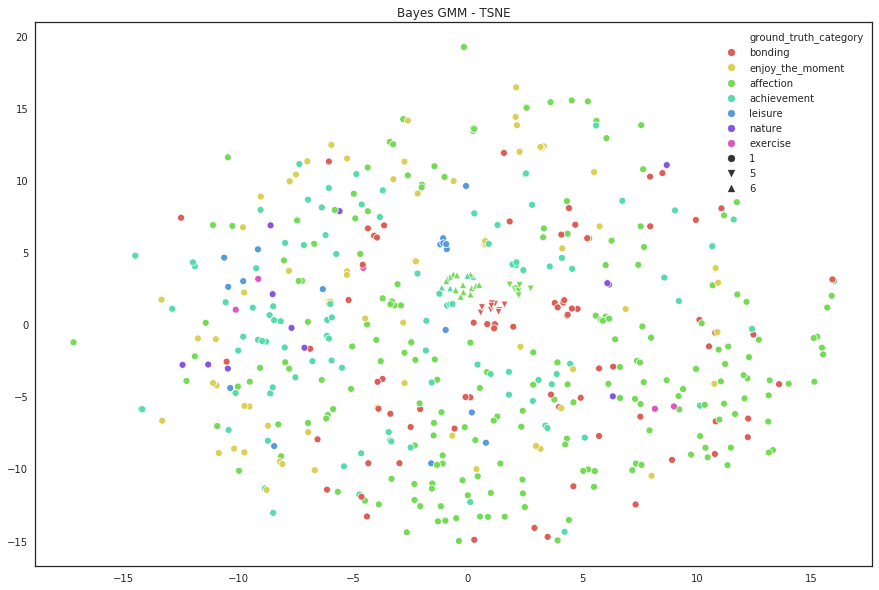 Bayes GMM - TSNE
20
15
10
5
0
−5
−10
−15
−15
−10
−5
0
5
10
15
ground_truth_category
bonding
enjoy_the_moment
affection
achievement
leisure
nature
exercise
1
5
6